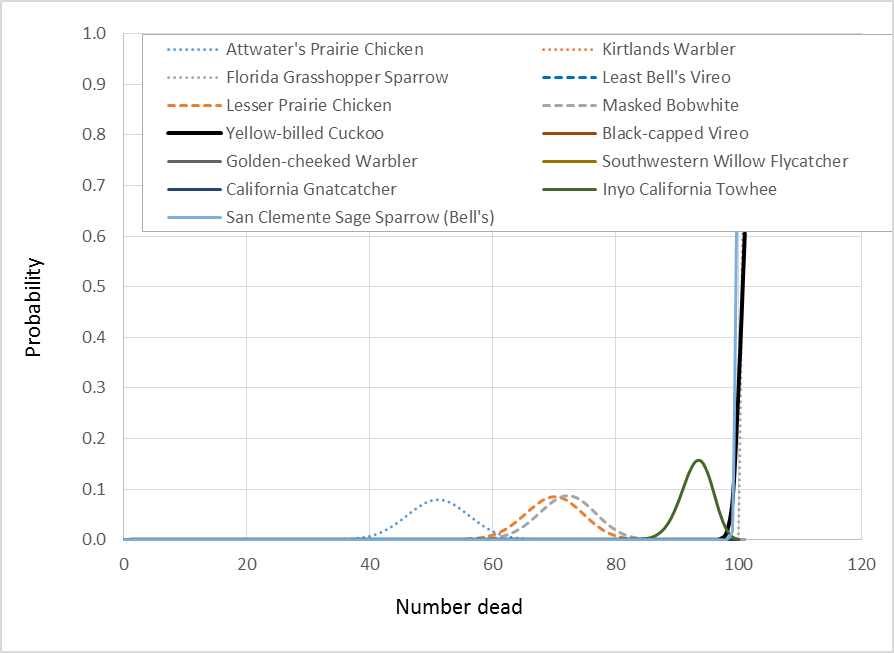 1.0
Attwater's Prairie Chicken Kirtlands Warbler
0.9
Florida Grasshopper Sparrow Least Bell's Vireo
Lesser Prairie Chicken Masked Bobwhite
0.8
Yellow-billed Cuckoo Black-capped Vireo
Golden-cheeked Warbler Southwestern Willow Flycatcher
0.7
California Gnatcatcher Inyo California Towhee
San Clemente Sage Sparrow (Bell's)
0.6
0.5
0.4
0.3
0.2
0.1
0.0
Probability
0 20 40 60 80 100 120
Number dead